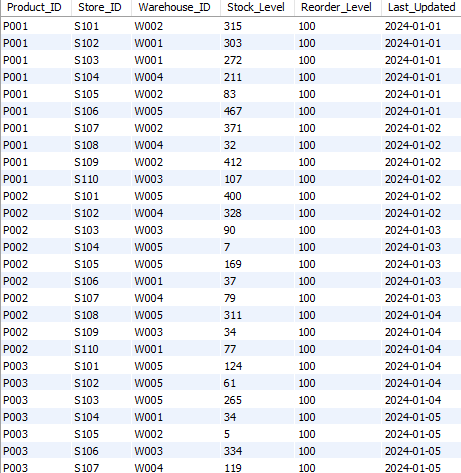 Product_ID Store_ID Warehouse_ID Stock_Level Reorder_Level Last_Updated
P001 S101 W002 315 100 2024-01-01
P001 S102 W001 303 100 2024-01-01
P001 S103 W001 272 100 2024-01-01
P001 S104 W004 211 100 2024-01-01
P001 S105 W002 83 100 2024-01-01
P001 S106 W005 467 100 2024-01-01
P001 S107 W002 371 100 2024-01-02
P001 S108 W004 32 100 2024-01-02
P001 S109 W002 412 100 2024-01-02
P001 S110 W003 107 100 2024-01-02
P002 S101 W005 400 100 2024-01-02
P002 S102 W004 328 100 2024-01-02
P002 S103 W003 90 100 2024-01-03
P002 S104 W005 7 100 2024-01-03
P002 S105 W005 169 100 2024-01-03
P002 S106 W001 37 100 2024-01-03
P002 S107 W004 79 100 2024-01-03
P002 S108 W005 311 100 2024-01-04
P002 S109 W003 34 100 2024-01-04
P002 S110 W001 77 100 2024-01-04
P003 S101 W005 124 100 2024-01-04
P003 S102 W005 61 100 2024-01-04
P003 S103 W005 265 100 2024-01-04
P003 S104 W001 34 100 2024-01-05
P003 S105 W002 5 100 2024-01-05
P003 S106 W003 334 100 2024-01-05
P003 S107 W004 119 100 2024-01-05